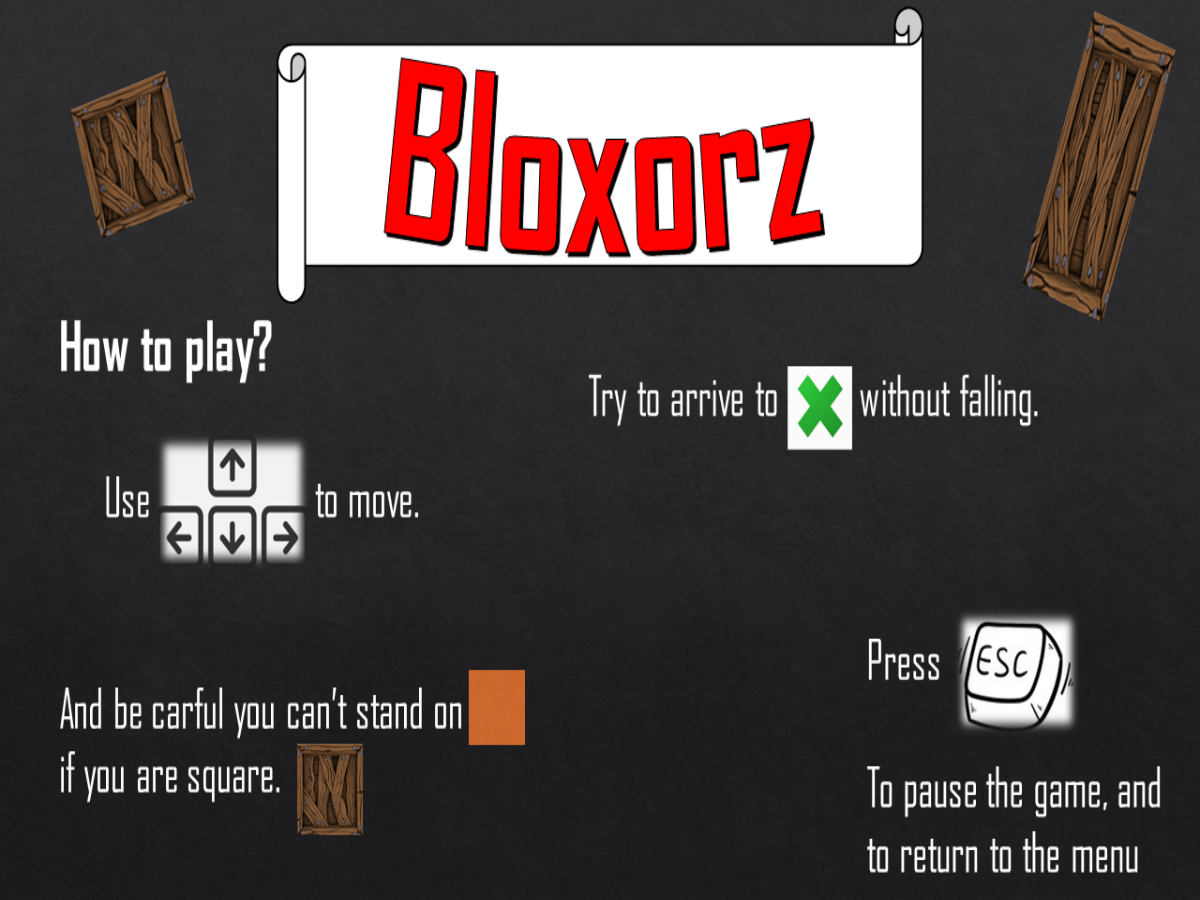 Bloxorz
How to play?
Try to arrive to without falling.
Use to move.
Press ESC
And be carful you can't stand on
if you are square.
To pause the game, and
to return to the menu